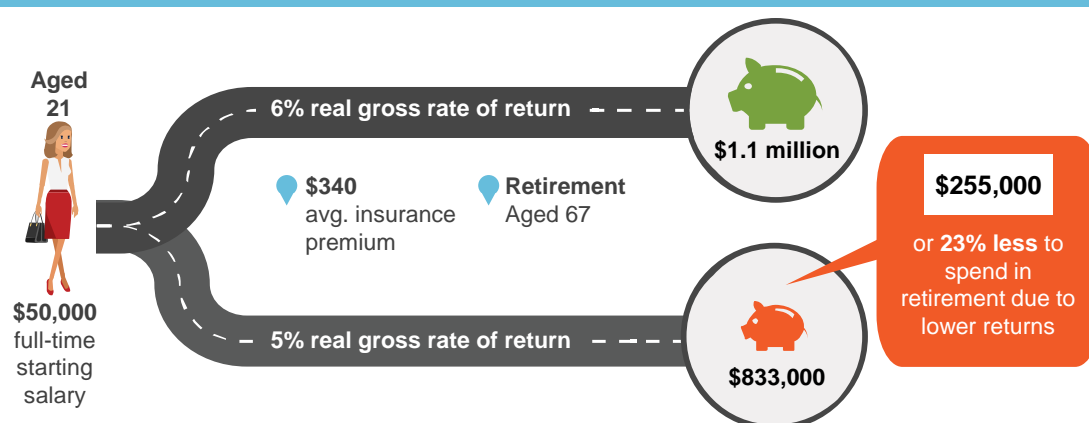 Aged
21
$50,000
full-time
starting
salary
6% real gross rate of return
$1.1 million
$340
avg. insurance
premium
Retirement
Aged 67
5% real gross rate of return
$833,000
$255,000
or 23% less to
spend in
retirement due to
lower returns